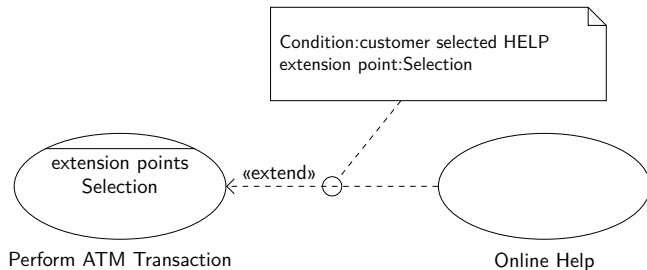 Condition:customer selected HELP
extension point:Selection
extension points
Selection
«extend»
Perform ATM Transaction
Online Help